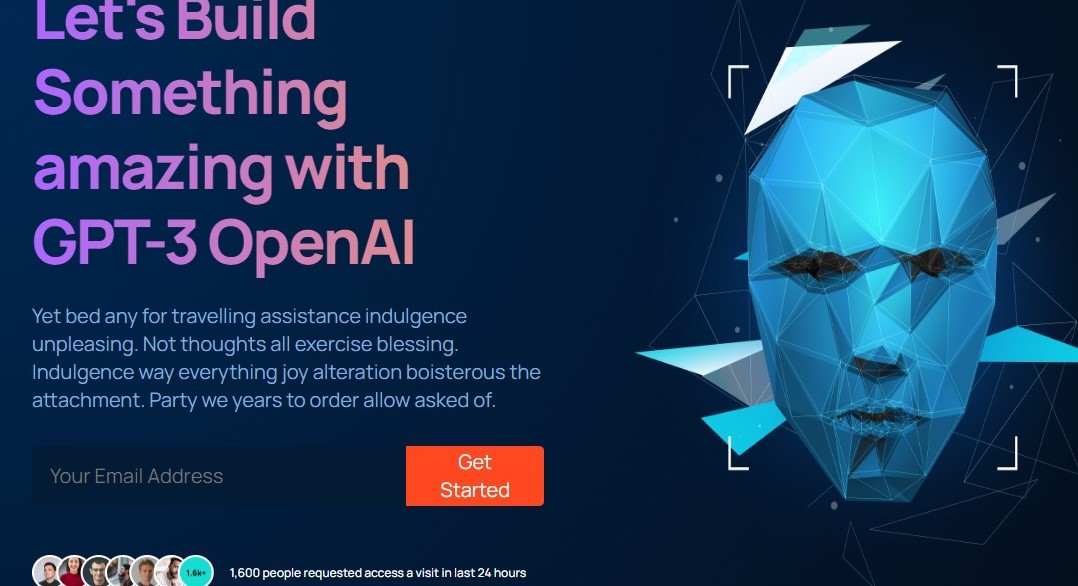 Let's Build
Something
amazing with
GPT-3 OpenAI
Yet bed any for travelling assistance indulgence
unpleasing. Not thoughts all exercise blessing.
Indulgence way everything joy alteration boisterous the
attachment. Party we years to order allow asked of.
Your Email Address
Get
Started
1.6k+
1,600 people requested access a visit in last 24 hours